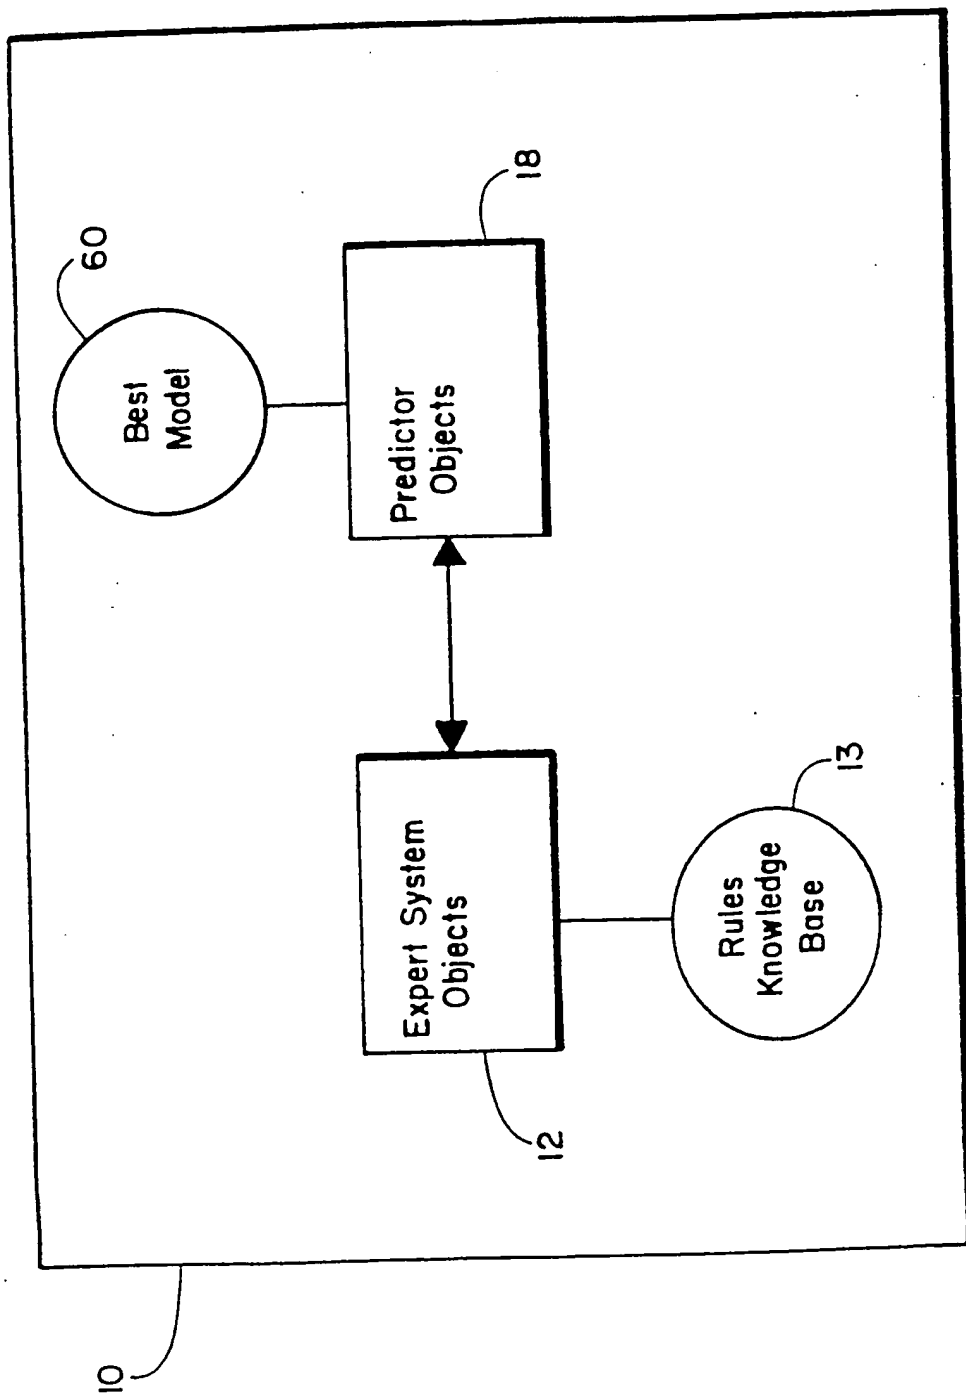 60
Best
Model
Predictor
Objects
18
Expert System
Objects
12
Rules
Knowledge
Base
13
10